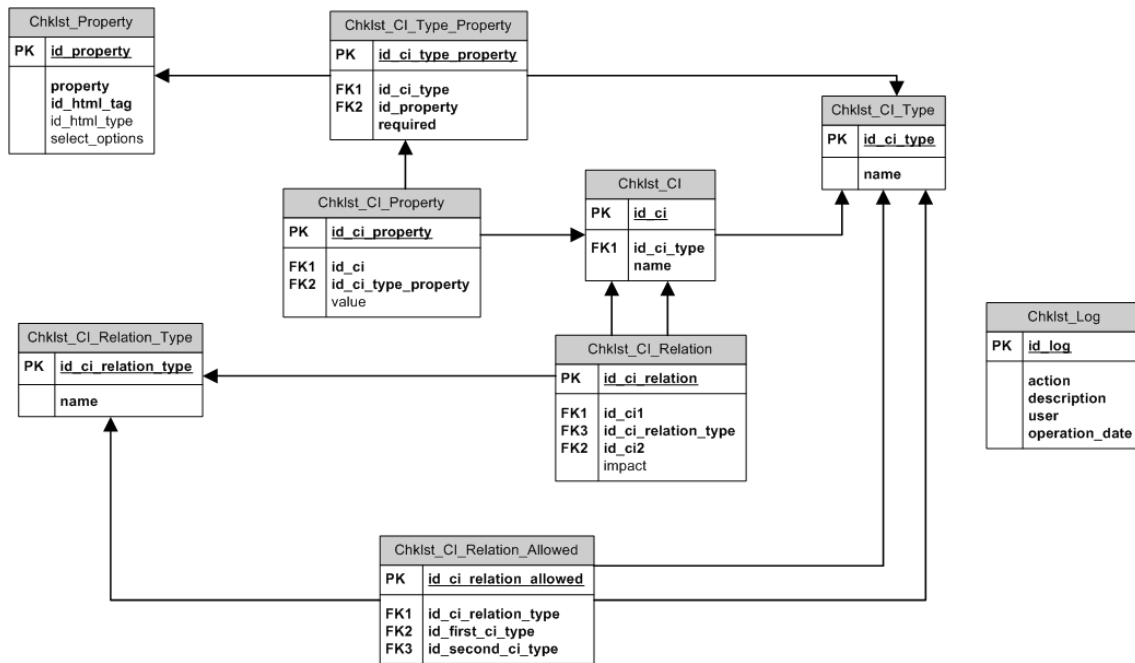 Chklst_Property
PK id_property
property
id_html_tag
id_html_type
select_options
Chklst_CI_Type_Property
PK id_ci_type_property
FK1 id_ci_type
FK2 id_property
required
Chklst_CI_Type
PK id_ci_type
name
Chklst_CI_Property
PK id_ci_property
FK1 id_ci
FK2 id_ci_type_property
value
Chklst_CI
PK id_ci
FK1 id_ci_type
name
Chklst_CI_Relation_Type
PK id_ci_relation_type
name
Chklst_CI_Relation
PK id_ci_relation
FK1 id_ci1
FK3 id_ci_relation_type
FK2 id_ci2
impact
Chklst_Log
PK id_log
action
description
user
operation_date
Chklst_CI_Relation_Allowed
PK id_ci_relation_allowed
FK1 id_ci_relation_type
FK2 id_first_ci_type
FK3 id_second_ci_type